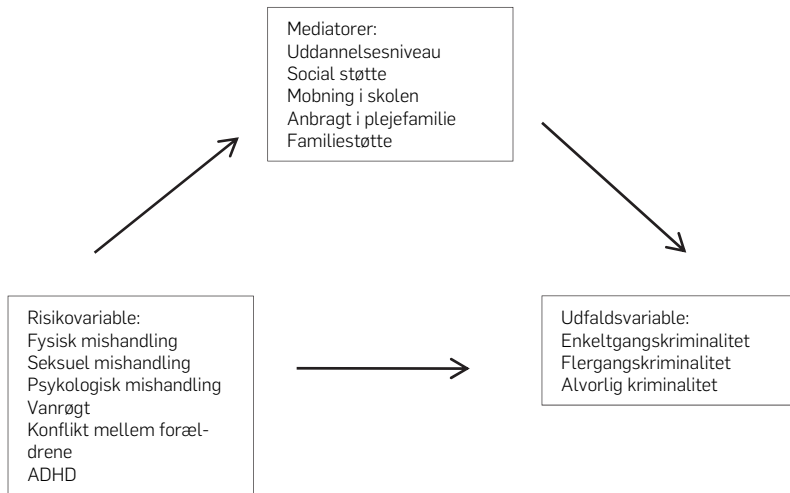 Mediatorer:
Uddannelsesniveau
Social støtte
Mobning i skolen
Anbragt i plejefamilie
Familiestøtte
Risikovariable:
Fysisk mishandling
Seksuel mishandling
Psykologisk mishandling
Vanrøgt
Konflikt mellem foræl-
drene
ADHD
Udfaldsvariable:
Enkeltgangskriminalitet
Flergangskriminalitet
Alvorlig kriminalitet